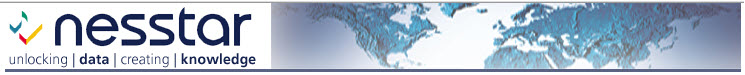 nesstar
unlocking | data | creating | knowledge